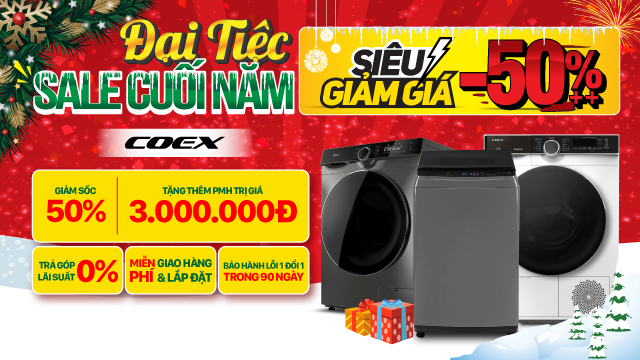 Đại Tiệc
SALE CUỐI NĂM
SIÊU
GIẢM GIÁ
-50%++
COEX
GIẢM SỐC
50%
TẶNG THÊM PMH TRỊ GIÁ
3.000.000Đ
TRẢ GÓP
LÃI SUẤT 0%
MIỄN PHÍ
GIAO HÀNG
& LẮP ĐẶT
BẢO HÀNH LỖI 1 ĐỔI 1
TRONG 90 NGÀY
COEX